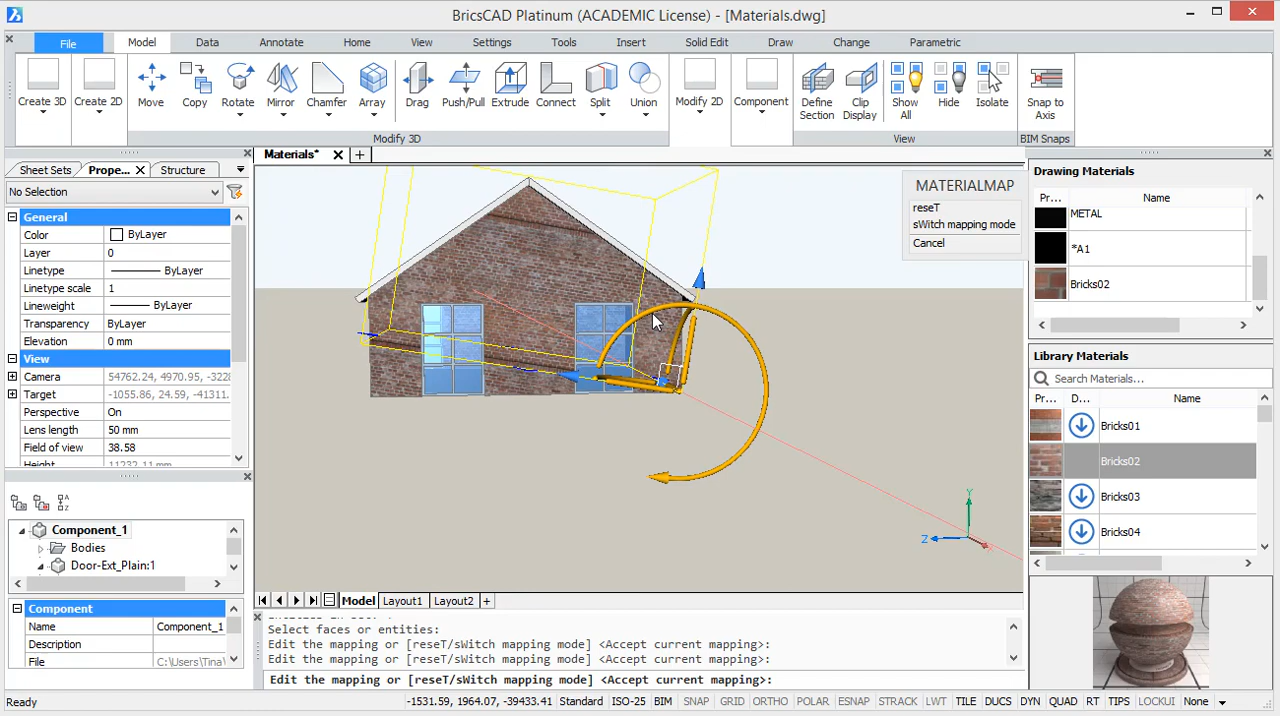 BricsCAD Platinum (ACADEMIC License) - [Materials.dwg]
File Model Data Annotate Home View Settings Tools Insert Solid Edit Draw Change Parametric
Create 3D Create 2D Move Copy Rotate Mirror Chamfer Array Drag Push/Pull Extrude Connect Split Union Modify 2D Component Define Section Clip Display Show All Hide Isolate Snap to Axis
Modify 3D View BIM Snaps
Sheet Sets Prope... Structure
Materials*
No Selection
General
Color ByLayer
Layer 0
Linetype ByLayer
Linetype scale 1
Lineweight ByLayer
Transparency ByLayer
Elevation 0 mm
View
Camera 54762.24, 4970.95, -3228
Target -1055.86, 24.59, -41311.
Perspective On
Lens length 50 mm
Field of view 38.58
Height 11232.11 mm
Component_1
Bodies
Door-Ext_Plain:1
Component
Name Component_1
Description
File C:\Users\Tina\
MATERIALMAP
reseT
sWitch mapping mode
Cancel
Y
Z
Model Layout1 Layout2
Select faces or entities:
Edit the mapping or [reseT/sWitch mapping mode] <Accept current mapping>:
Edit the mapping or [reseT/sWitch mapping mode] <Accept current mapping>:
Edit the mapping or [reseT/sWitch mapping mode] <Accept current mapping>:
Drawing Materials
Pr... Name
METAL
*A1
Bricks02
Library Materials
Search Materials...
Pr... D... Name
Bricks01
Bricks02
Bricks03
Bricks04
Ready
-1531.59, 1964.07, -39433.41 Standard ISO-25 BIM SNAP GRID ORTHO POLAR ESNAP STRACK LWT TILE DUCS DYN QUAD RT TIPS LOCKUI None